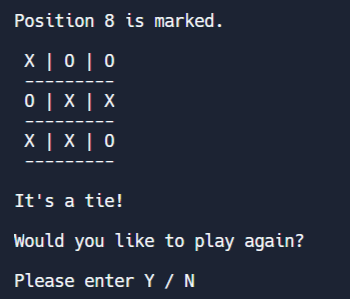 Position 8 is marked.
X | O | O
---------
O | X | X
---------
X | X | O
---------
It's a tie!
Would you like to play again?
Please enter Y / N